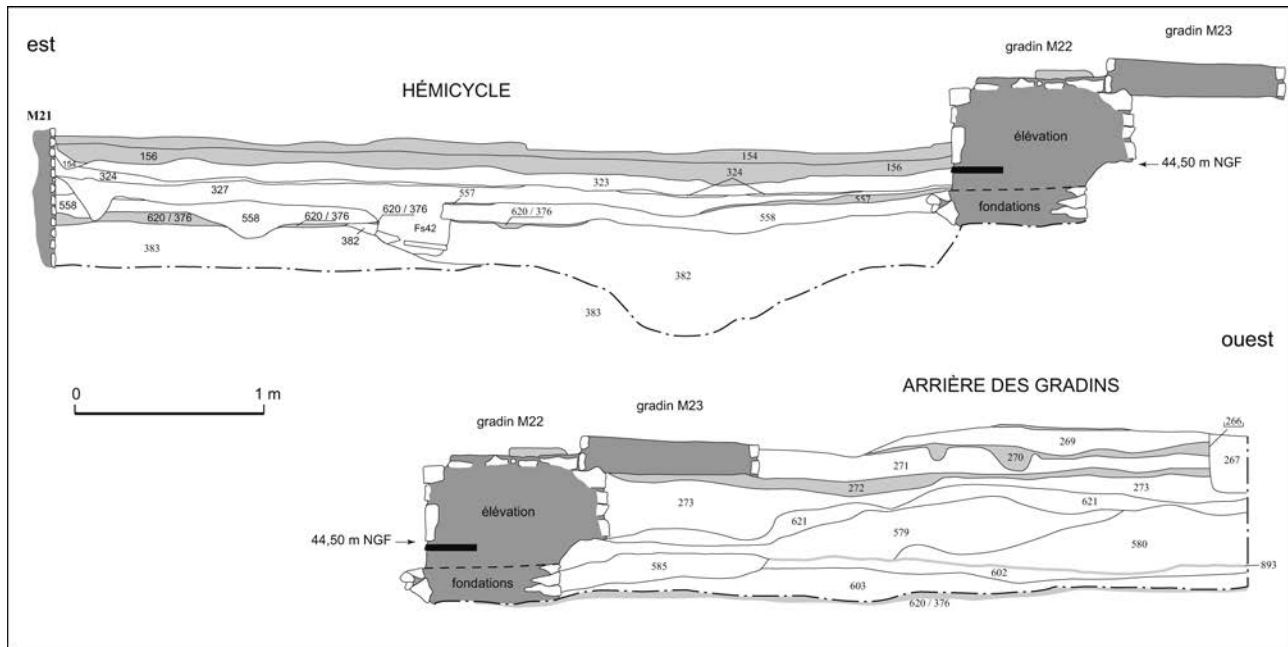 est
gradin M23
gradin M22
HÉMICYCLE
M21
154
156
154
156
324
324
323
327
557
557
558
558
558
620 / 376
620 / 376
620 / 376
620 / 376
Fs42
382
383
382
383
élévation
fondations
44,50 m NGF
ouest
0 1 m
ARRIÈRE DES GRADINS
gradin M22
gradin M23
266
269
267
271
270
272
273
273
621
621
579
580
élévation
44,50 m NGF
fondations
585
602
603
893
620 / 376